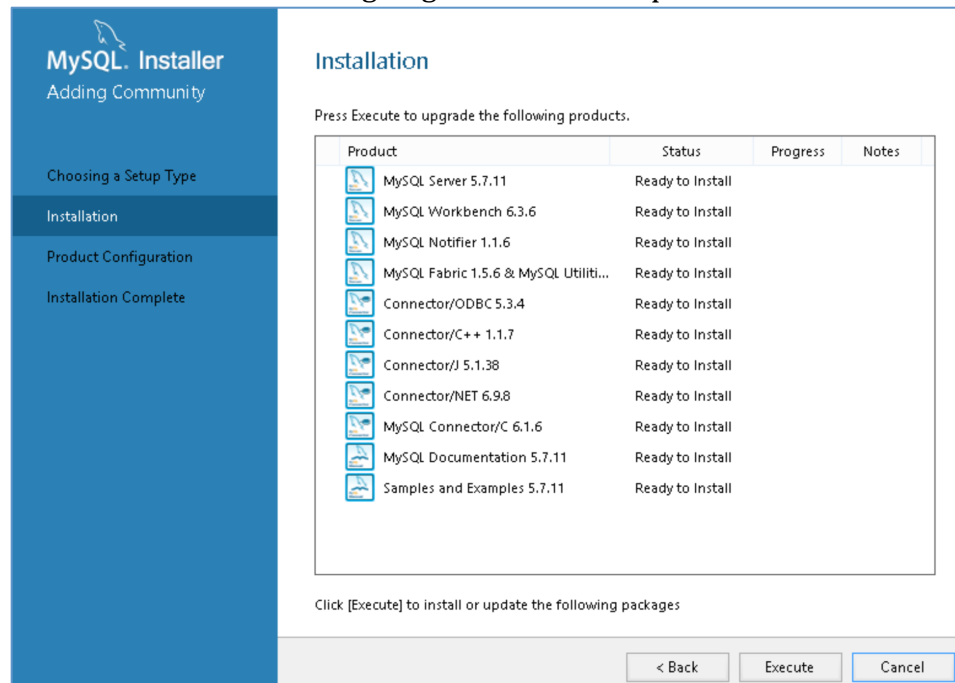 MySQL. Installer
Adding Community
Choosing a Setup Type
Installation
Product Configuration
Installation Complete
Installation
Press Execute to upgrade the following products.
Product Status Progress Notes
MySQL Server 5.7.11 Ready to Install
MySQL Workbench 6.3.6 Ready to Install
MySQL Notifier 1.1.6 Ready to Install
MySQL Fabric 1.5.6 & MySQL Utiliti... Ready to Install
Connector/ODBC 5.3.4 Ready to Install
Connector/C++ 1.1.7 Ready to Install
Connector/J 5.1.38 Ready to Install
Connector/NET 6.9.8 Ready to Install
MySQL Connector/C 6.1.6 Ready to Install
MySQL Documentation 5.7.11 Ready to Install
Samples and Examples 5.7.11 Ready to Install
Click [Execute] to install or update the following packages
< Back Execute Cancel